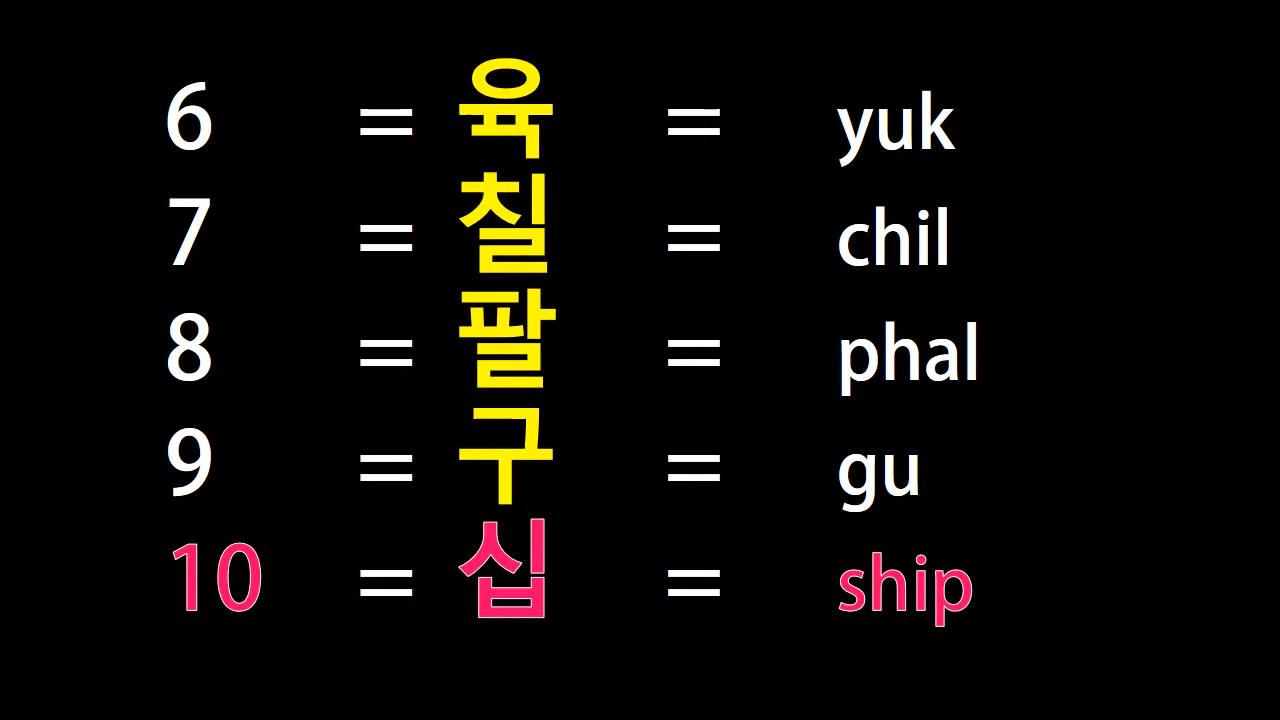 6 = 육 = yuk
7 = 칠 = chil
8 = 팔 = phal
9 = 구 = gu
10 = 십 = ship